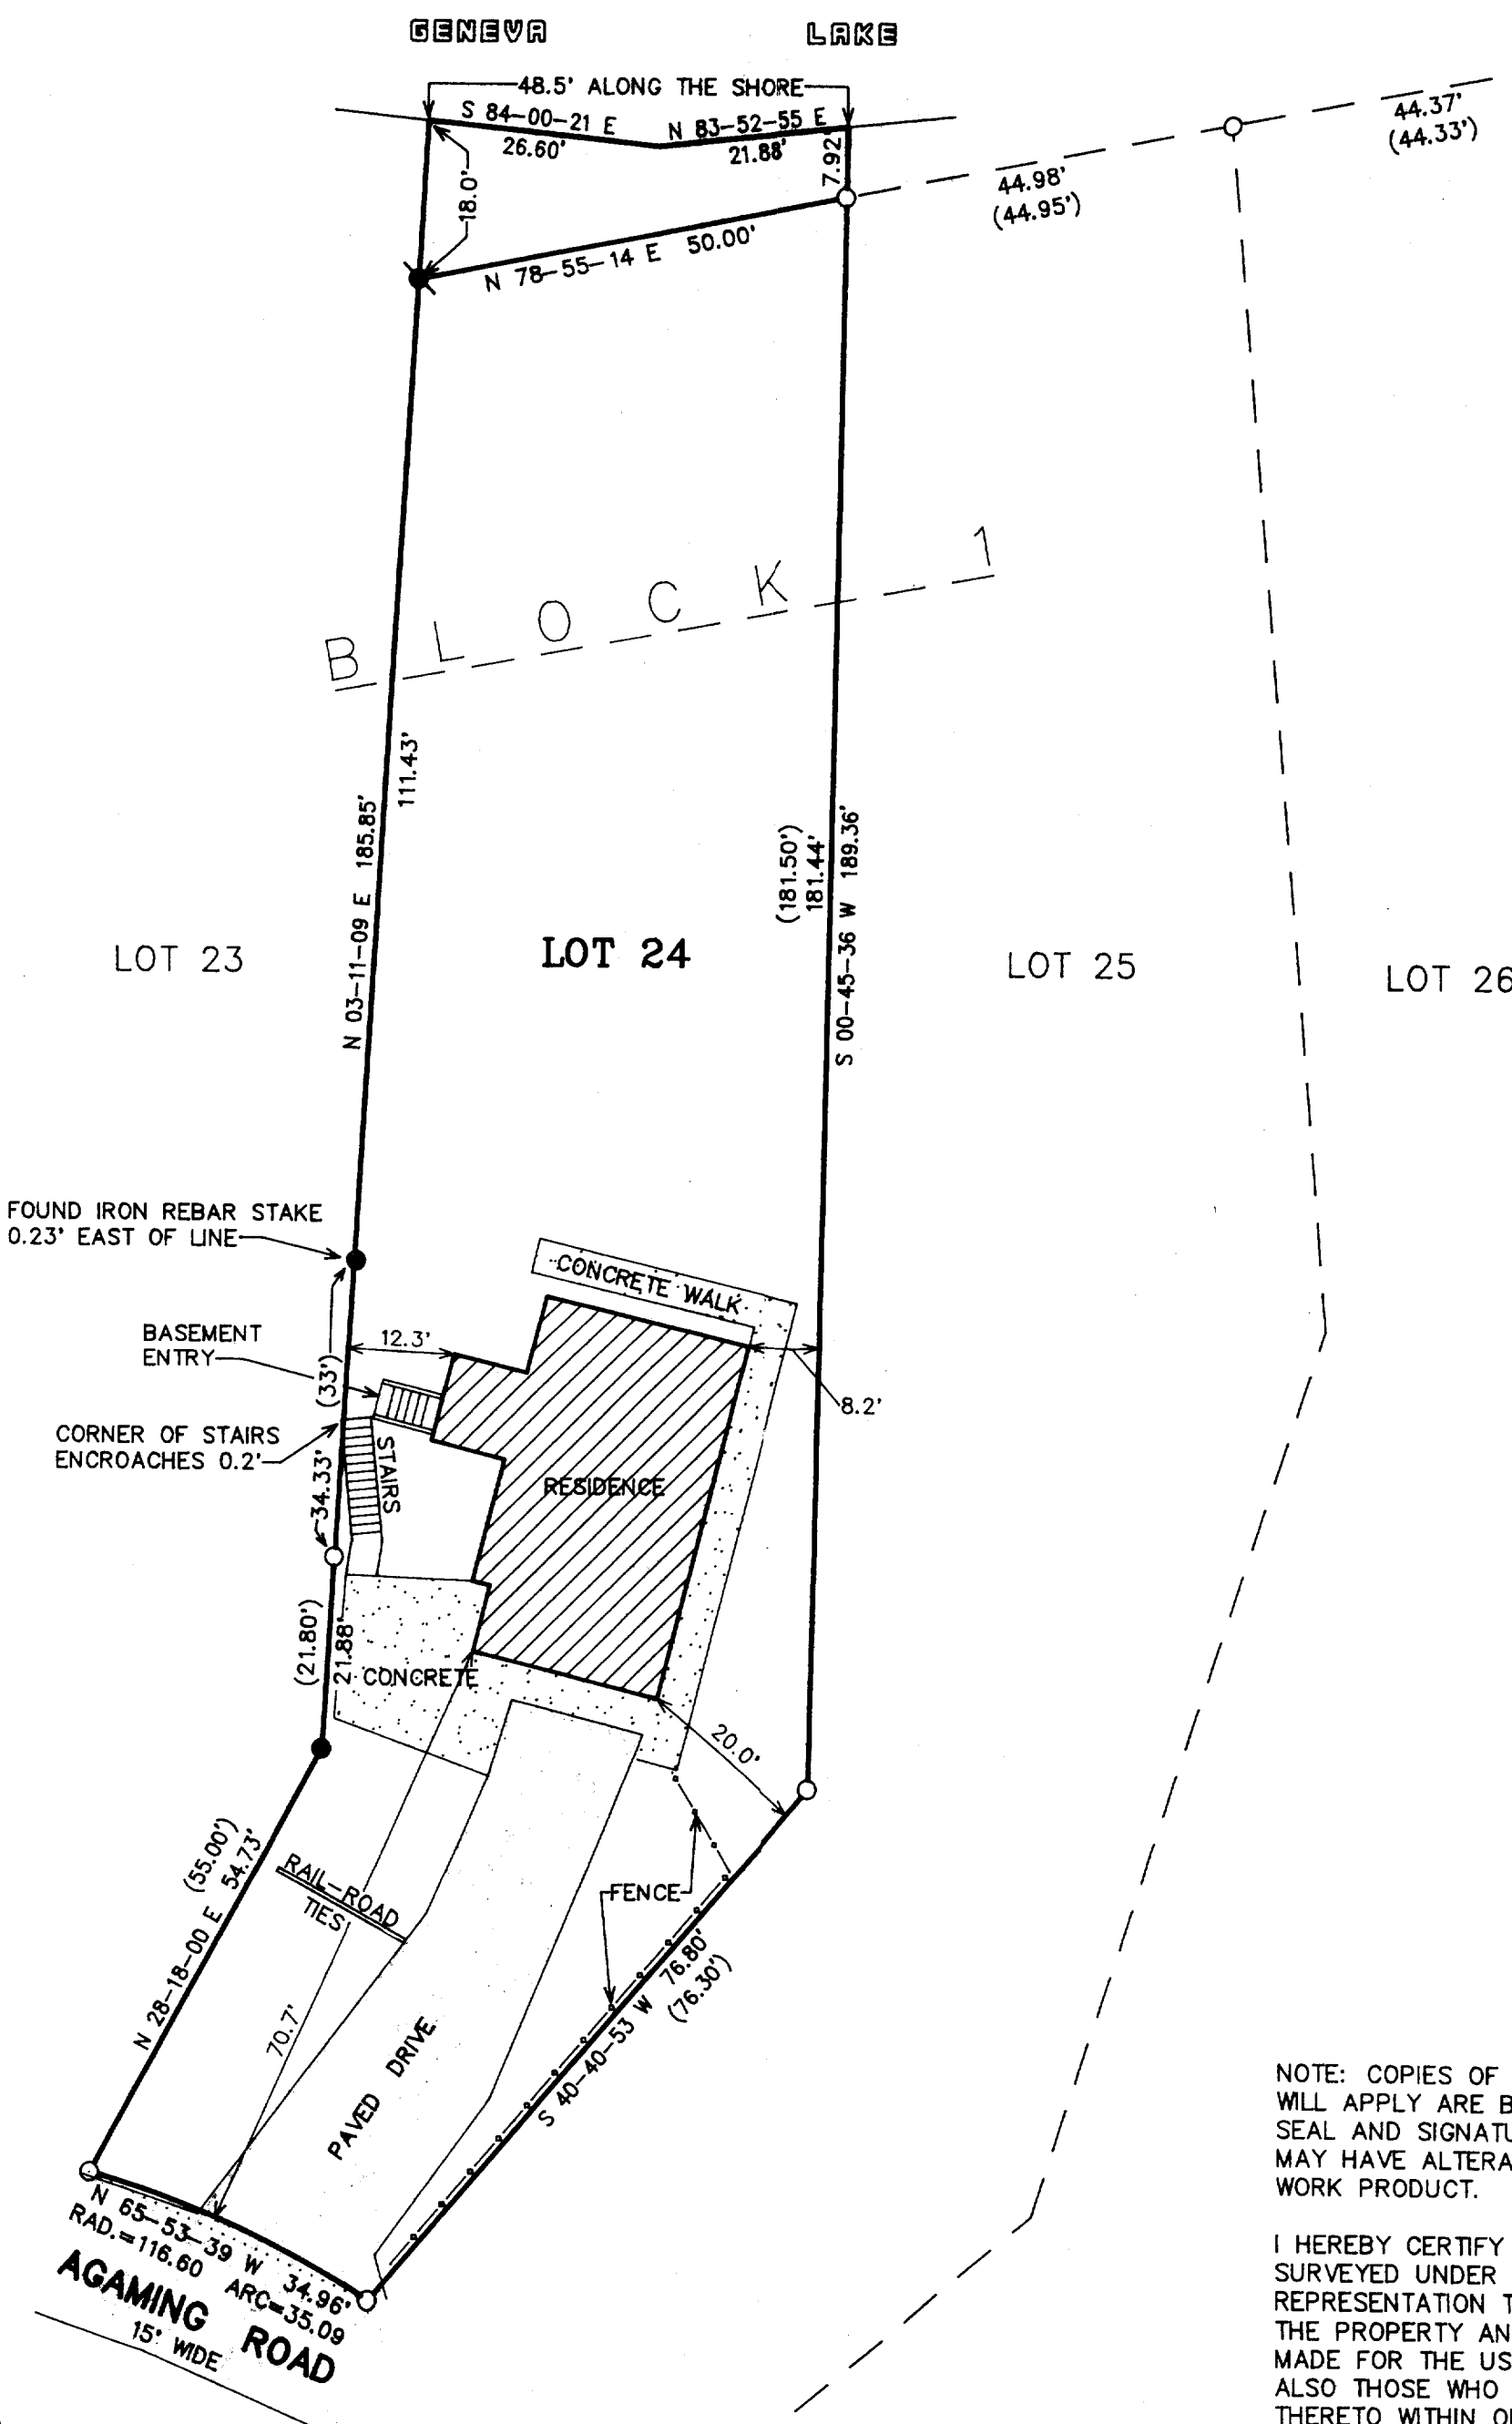 GENEVA LAKE
48.5' ALONG THE SHORE
S 84-00-21 E
N 83-52-55 E
26.60'
21.88'
7.92'
44.37'
(44.33')
44.98'
(44.95')
18.0'
N 78-55-14 E 50.00'
BLOCK 1
111.43'
N 03-11-09 E 185.85'
(181.50')
181.44'
S 00-45-36 W 189.36'
LOT 23
LOT 24
LOT 25
LOT 26
FOUND IRON REBAR STAKE
0.23' EAST OF LINE
CONCRETE WALK
BASEMENT
ENTRY
12.3'
(33')
8.2'
CORNER OF STAIRS
ENCROACHES 0.2'
STAIRS
34.33'
RESIDENCE
(21.80')
21.88'
CONCRETE
20.0'
(55.00')
N 28-18-00 E 54.73'
RAIL-ROAD
TIES
FENCE
S 40-40-53 W 76.80'
(76.30')
70.7'
PAVED DRIVE
N 65-53-39 W 34.96'
RAD.=116.60 ARC=35.09
AGAMING ROAD
15' WIDE
NOTE: COPIES OF
WILL APPLY ARE B
SEAL AND SIGNATU
MAY HAVE ALTERA
WORK PRODUCT.
I HEREBY CERTIFY
SURVEYED UNDER
REPRESENTATION T
THE PROPERTY AN
MADE FOR THE US
ALSO THOSE WHO
THERETO WITHIN O